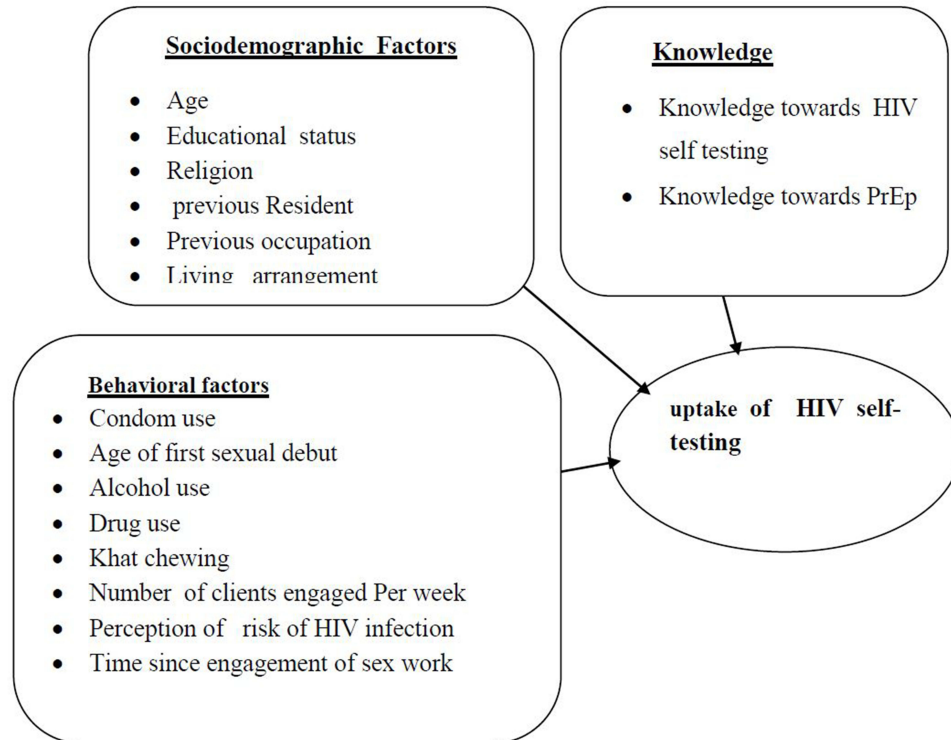 Sociodemographic Factors
• Age
• Educational status
• Religion
• previous Resident
• Previous occupation
• Living arrangement
Knowledge
• Knowledge towards HIV
self testing
• Knowledge towards PrEp
Behavioral factors
• Condom use
• Age of first sexual debut
• Alcohol use
• Drug use
• Khat chewing
• Number of clients engaged Per week
• Perception of risk of HIV infection
• Time since engagement of sex work
uptake of HIV self-
testing